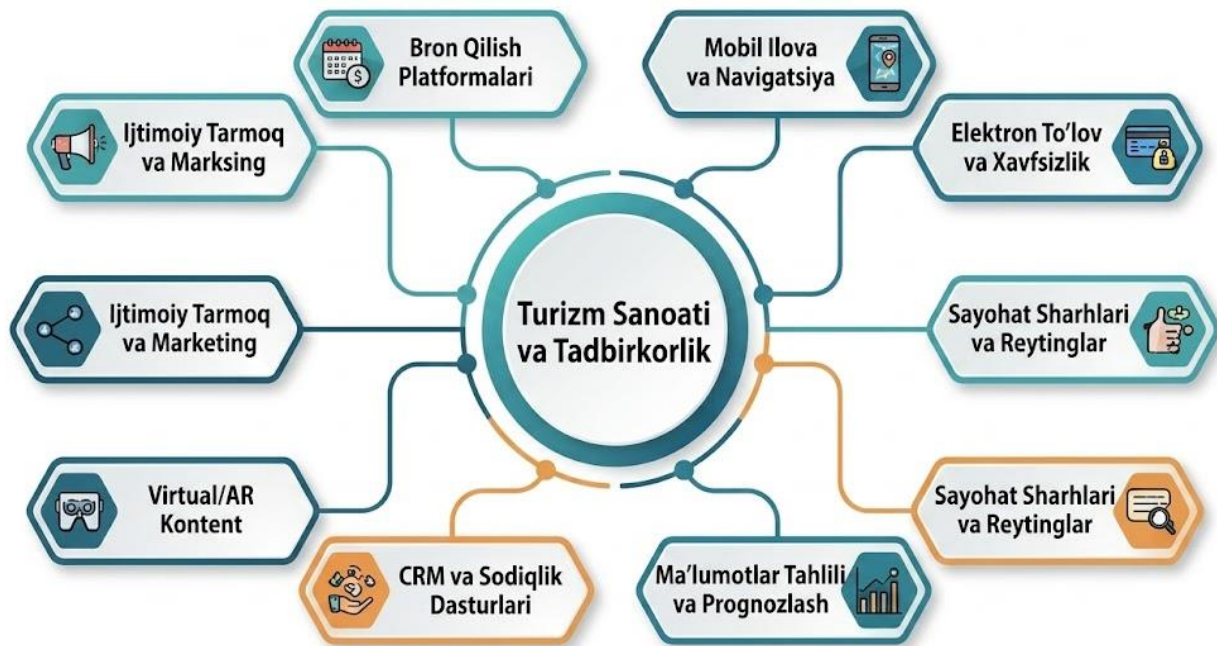 Bron Qilish
Platformalari
Mobil Ilova
va Navigatsiya
Ijtimoiy Tarmoq
va Marksing
Elektron To'lov
va Xavfsizlik
Turizm Sanoati
va Tadbirkorlik
Ijtimoiy Tarmoq
va Marketing
Sayohat Sharhlari
va Reytinglar
Virtual/AR
Kontent
Sayohat Sharhlari
va Reytinglar
CRM va Sodiqlik
Dasturlari
Ma'lumotlar Tahlili
va Prognozlash